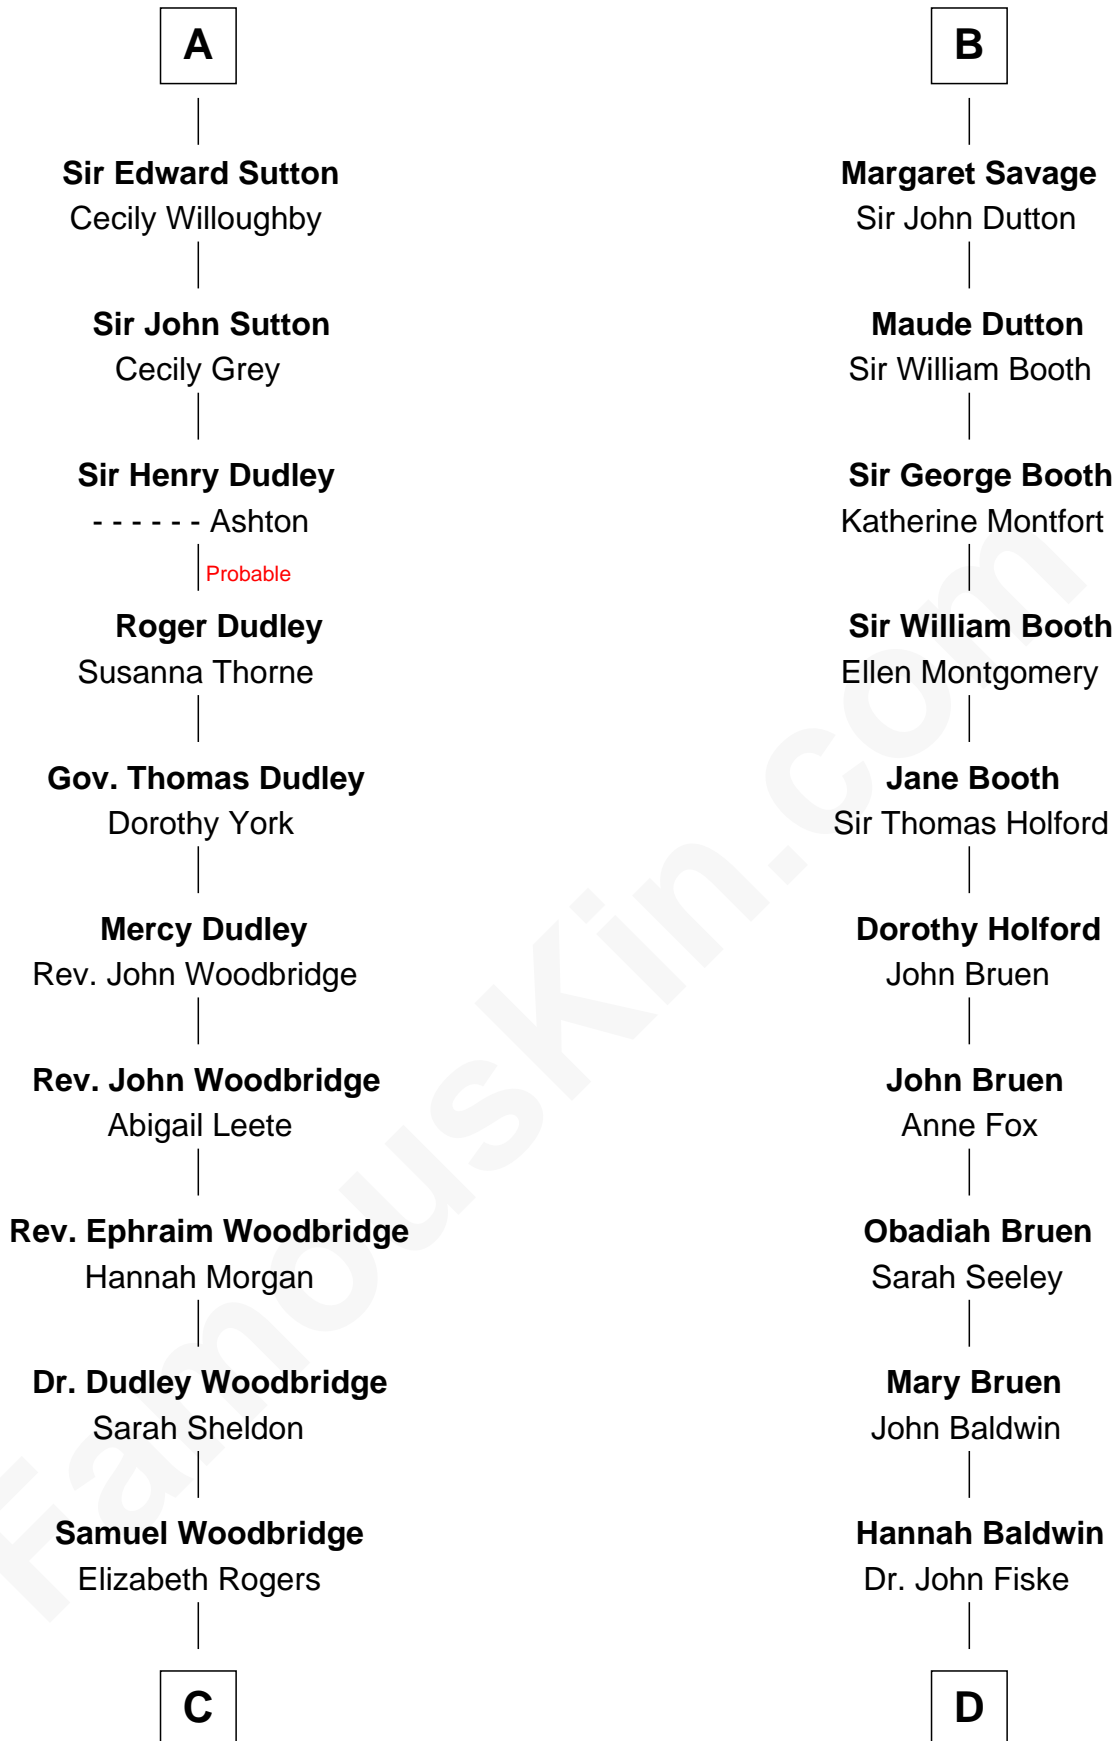 A
Sir Edward Sutton
Cecily Willoughby
Sir John Sutton
Cecily Grey
Sir Henry Dudley
- - - - - - Ashton
Probable
Roger Dudley
Susanna Thorne
Gov. Thomas Dudley
Dorothy York
Mercy Dudley
Rev. John Woodbridge
Rev. John Woodbridge
Abigail Leete
Rev. Ephraim Woodbridge
Hannah Morgan
Dr. Dudley Woodbridge
Sarah Sheldon
Samuel Woodbridge
Elizabeth Rogers
C
B
Margaret Savage
Sir John Dutton
Maude Dutton
Sir William Booth
Sir George Booth
Katherine Montfort
Sir William Booth
Ellen Montgomery
Jane Booth
Sir Thomas Holford
Dorothy Holford
John Bruen
John Bruen
Anne Fox
Obadiah Bruen
Sarah Seeley
Mary Bruen
John Baldwin
Hannah Baldwin
Dr. John Fiske
D
FamousKin.com